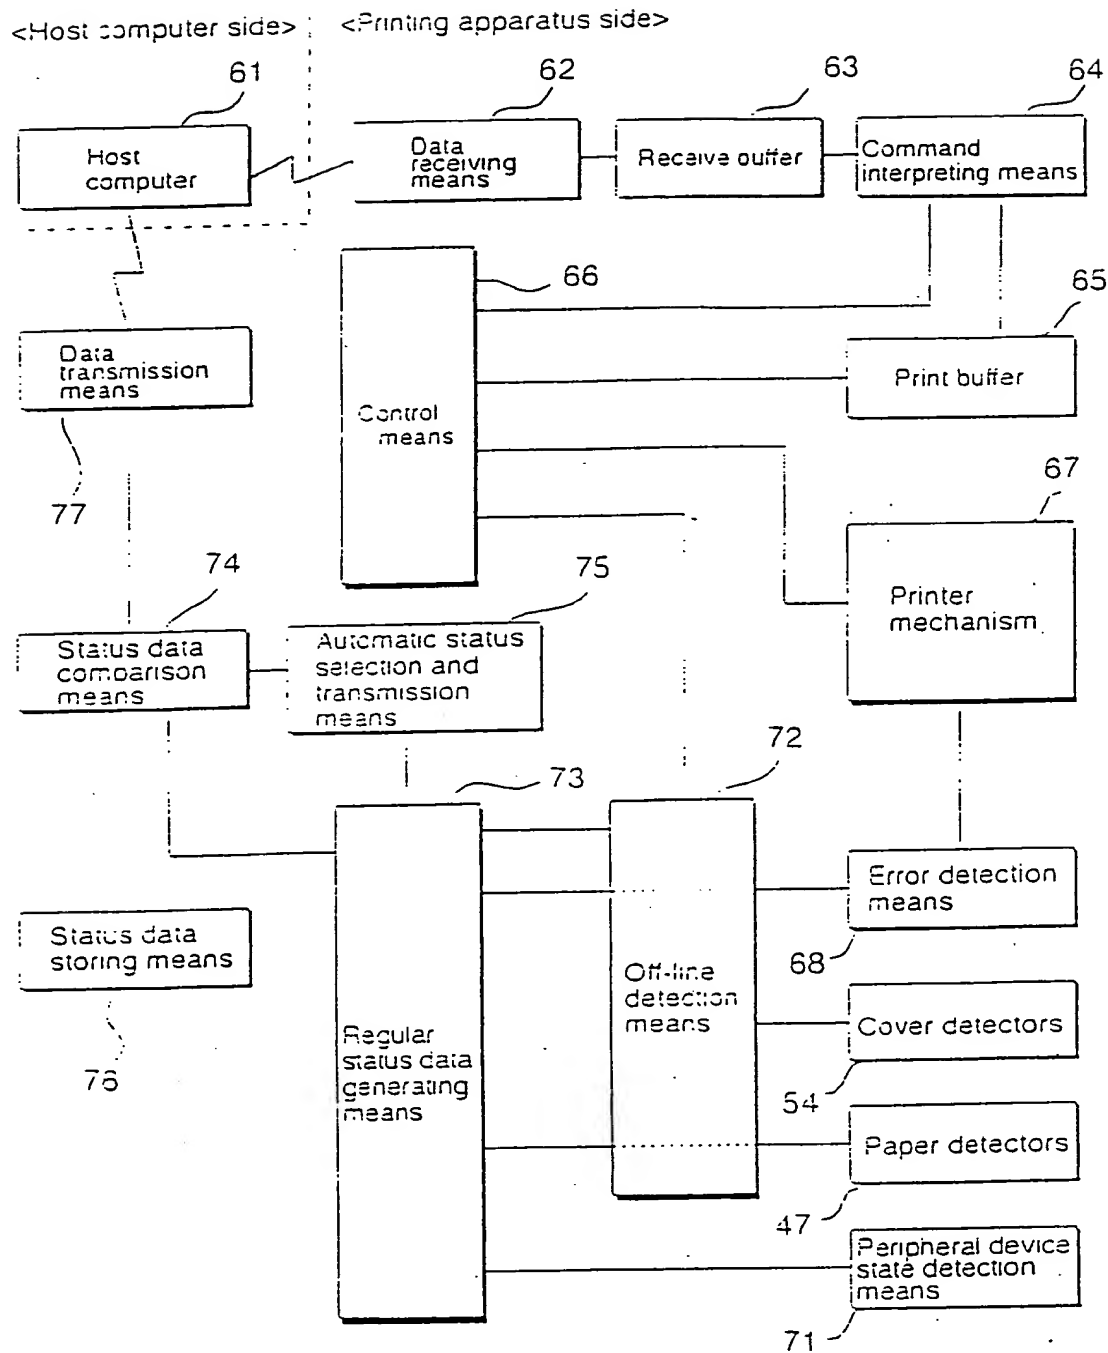 <Host computer side>
<Printing apparatus side>
61
62
63
64
Host
computer
Data
receiving
means
Receive buffer
Command
interpreting means
66
65
Data
transmission
means
Control
means
Print buffer
77
67
74
75
Printer
mechanism
Status data
comparison
means
Automatic status
selection and
transmission
means
73
72
Error detection
means
68
Status data
storing means
76
Off-line
detection
means
Regular
status data
generating
means
Cover detectors
54
Paper detectors
47
Peripheral device
state detection
means
71